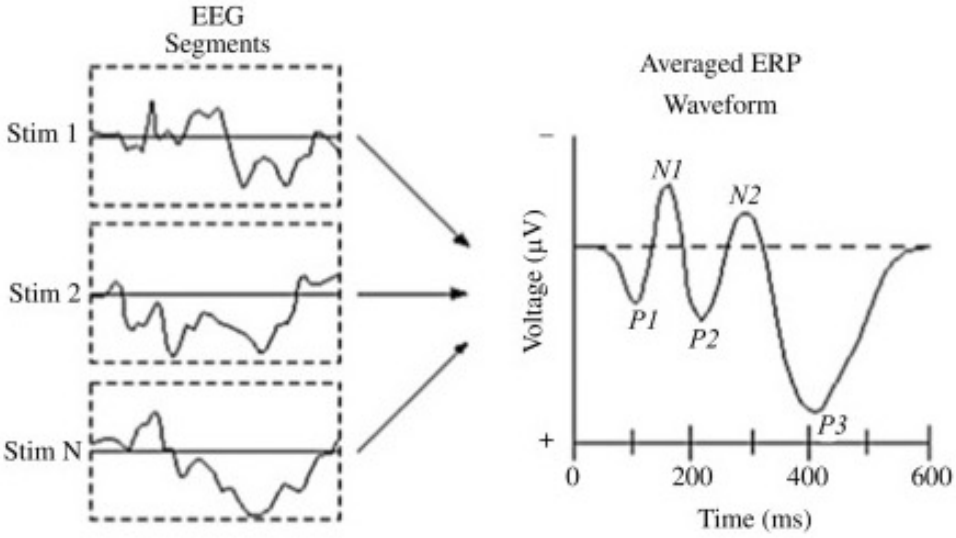 EEG
Segments
Stim 1
Stim 2
Stim N
Averaged ERP
Waveform
−
N1
N2
P1
P2
P3
+
Voltage (μV)
0
200
400
600
Time (ms)